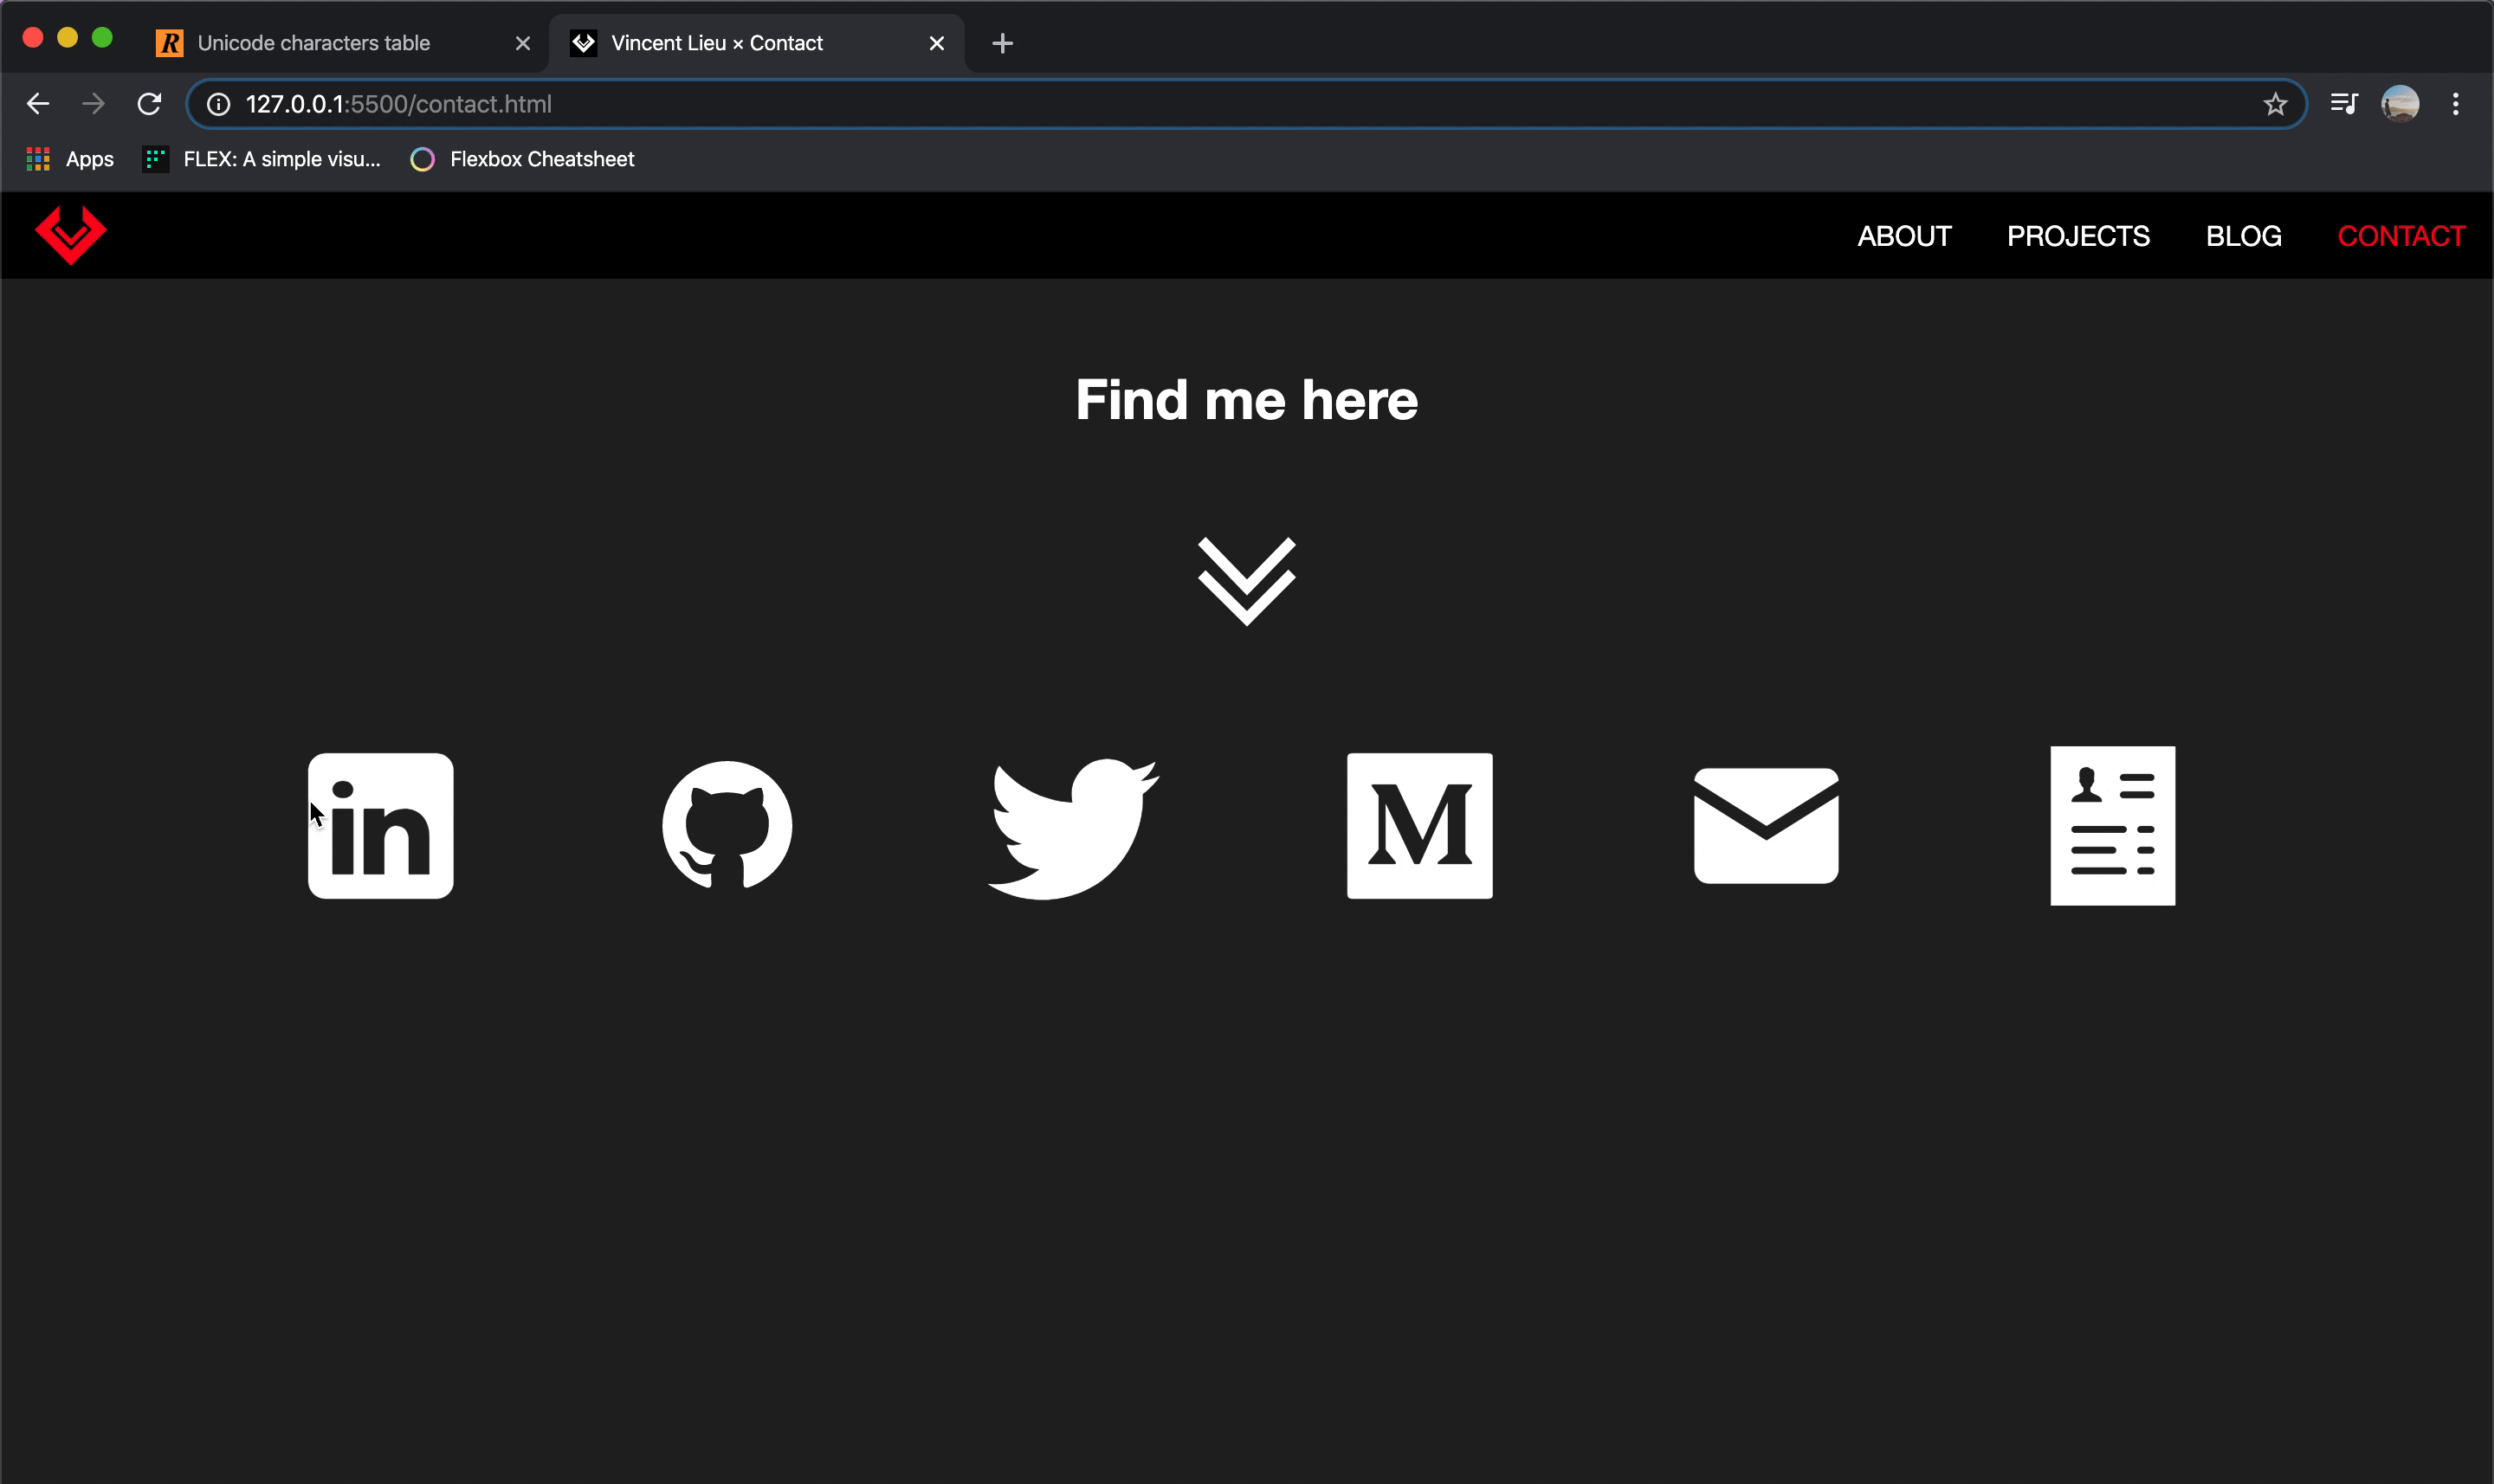 Unicode characters table
Vincent Lieu × Contact
127.0.0.1:5500/contact.html
Apps
FLEX: A simple visu...
Flexbox Cheatsheet
ABOUT PROJECTS BLOG CONTACT
Find me here
in
M